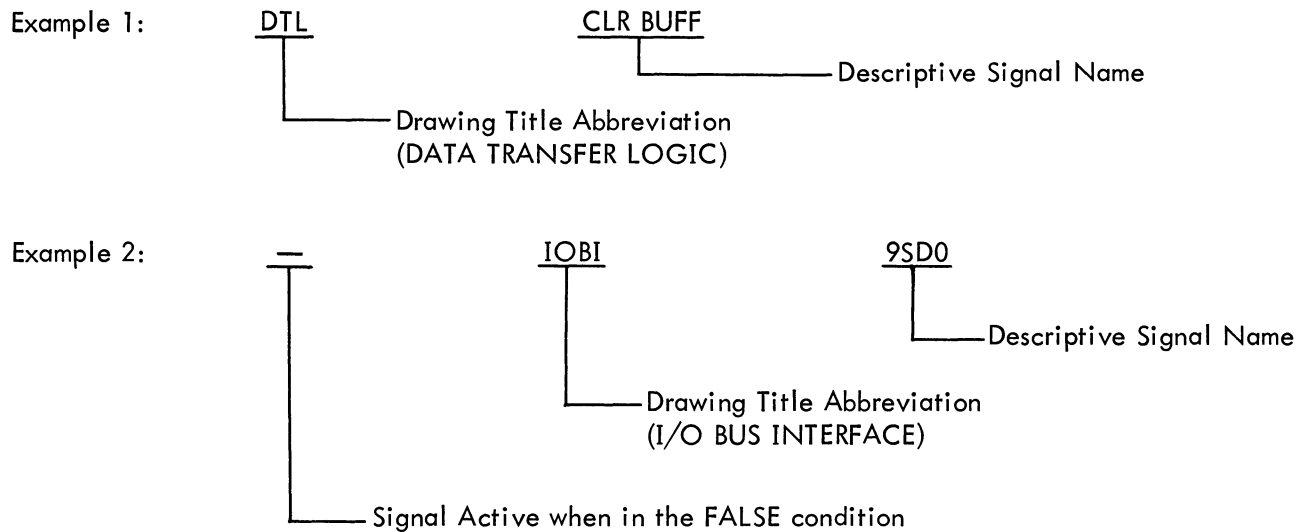 Example 1: DTL CLR BUFF
Descriptive Signal Name
Drawing Title Abbreviation
(DATA TRANSFER LOGIC)
Example 2: – IOBI 9SD0
Descriptive Signal Name
Drawing Title Abbreviation
(I/O BUS INTERFACE)
Signal Active when in the FALSE condition